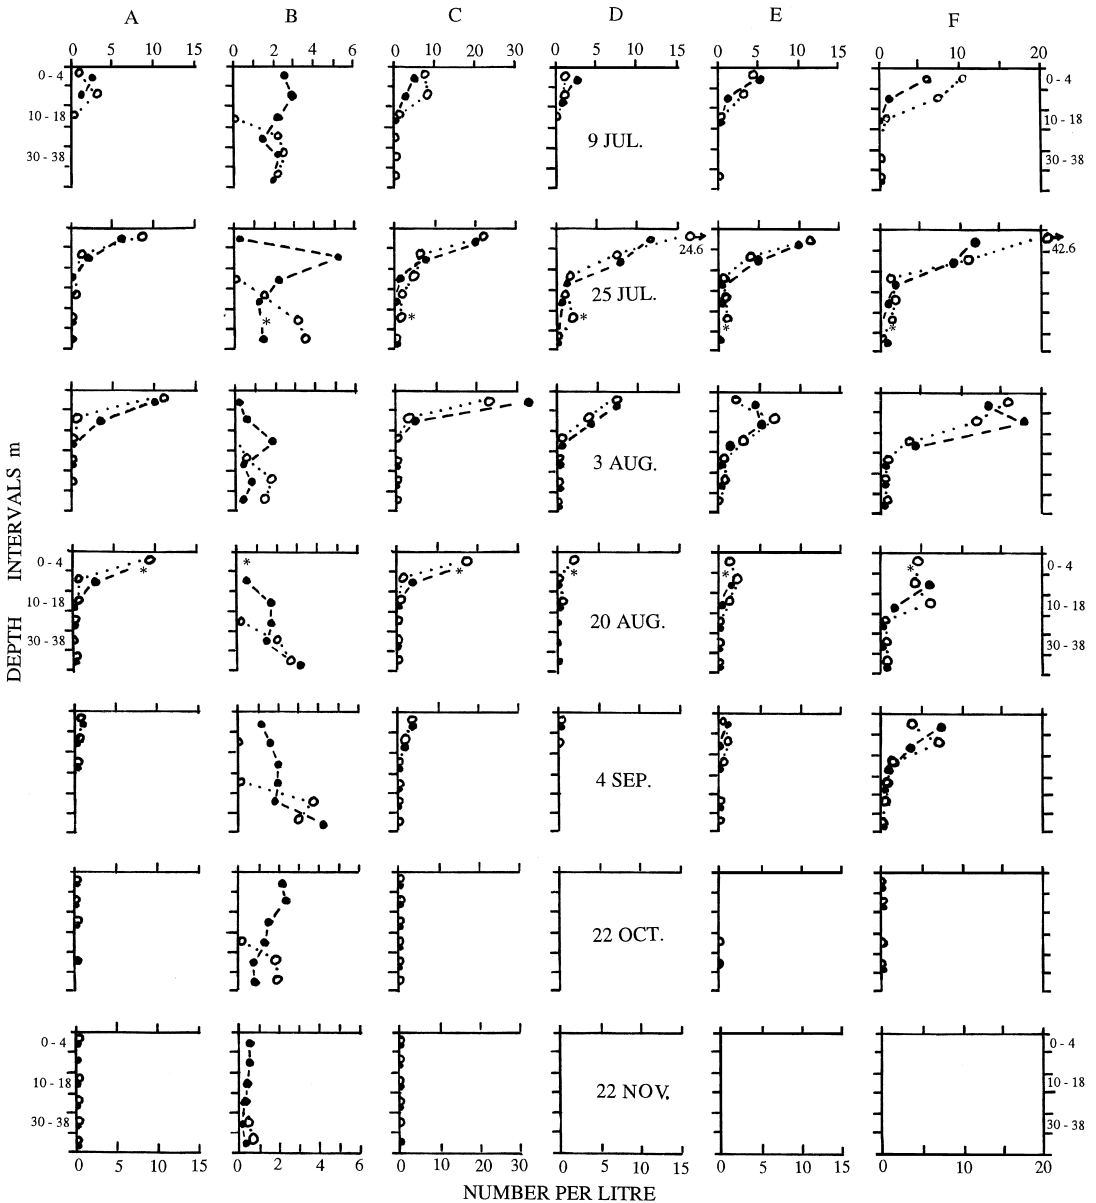 A B C D E F
0 5 10 15 0 2 4 6 0 10 20 30 0 5 10 15 0 5 10 15 0 10 20
0 - 4 0 - 4
10 - 18 10 - 18
9 JUL.
30 - 38 30 - 38
24.6 42.6
25 JUL.
* * * * *
3 AUG.
DEPTH INTERVALS m
0 - 4 * * * * * * 0 - 4
10 - 18 10 - 18
20 AUG.
30 - 38 30 - 38
4 SEP.
22 OCT.
0 - 4 0 - 4
10 - 18 10 - 18
22 NOV.
30 - 38 30 - 38
0 5 10 15 0 2 4 6 0 10 20 30 0 5 10 15 0 5 10 15 0 10 20
NUMBER PER LITRE